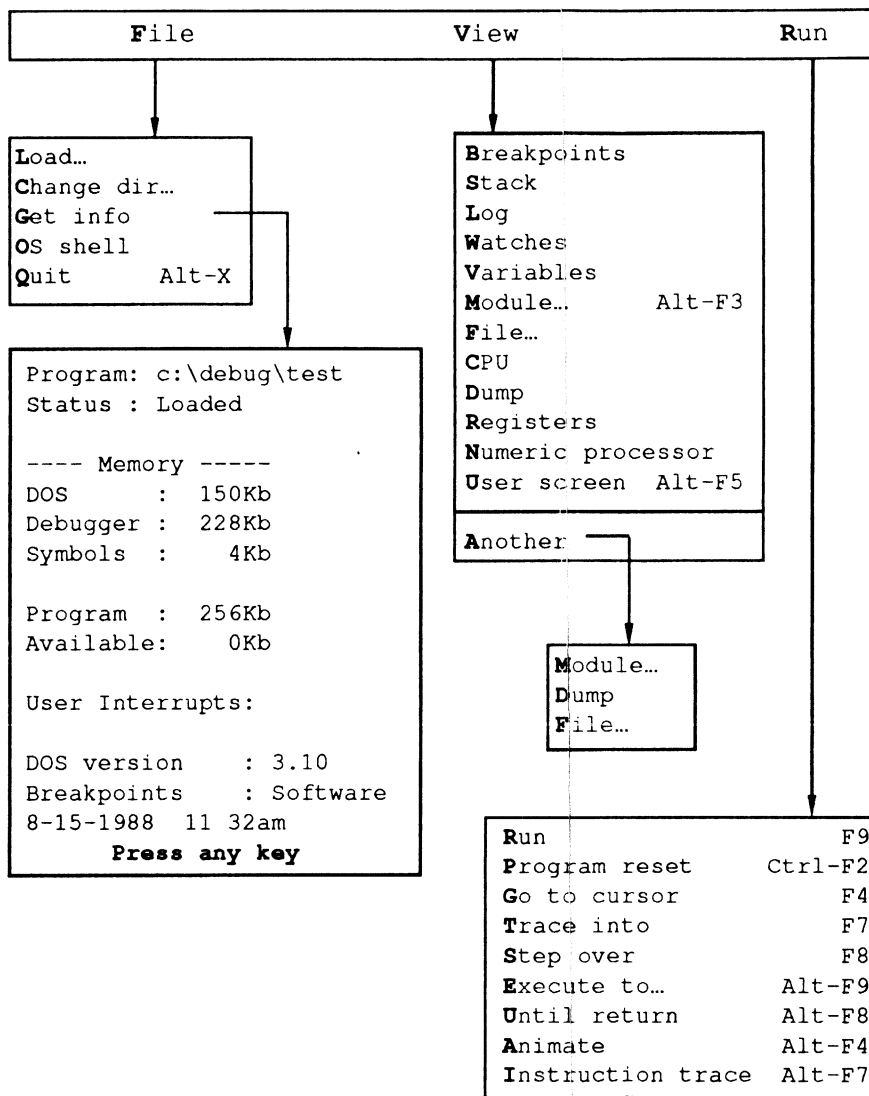 File View Run
Load…
Change dir…
Get info
OS shell
Quit Alt-X
Program: c:\debug\test
Status : Loaded
---- Memory -----
DOS : 150Kb
Debugger : 228Kb
Symbols : 4Kb
Program : 256Kb
Available: 0Kb
User Interrupts:
DOS version : 3.10
Breakpoints : Software
8-15-1988 11 32am
Press any key
Breakpoints
Stack
Log
Watches
Variables
Module… Alt-F3
File…
CPU
Dump
Registers
Numeric processor
User screen Alt-F5
Another
Module…
Dump
File…
Run F9
Program reset Ctrl-F2
Go to cursor F4
Trace into F7
Step over F8
Execute to… Alt-F9
Until return Alt-F8
Animate Alt-F4
Instruction trace Alt-F7